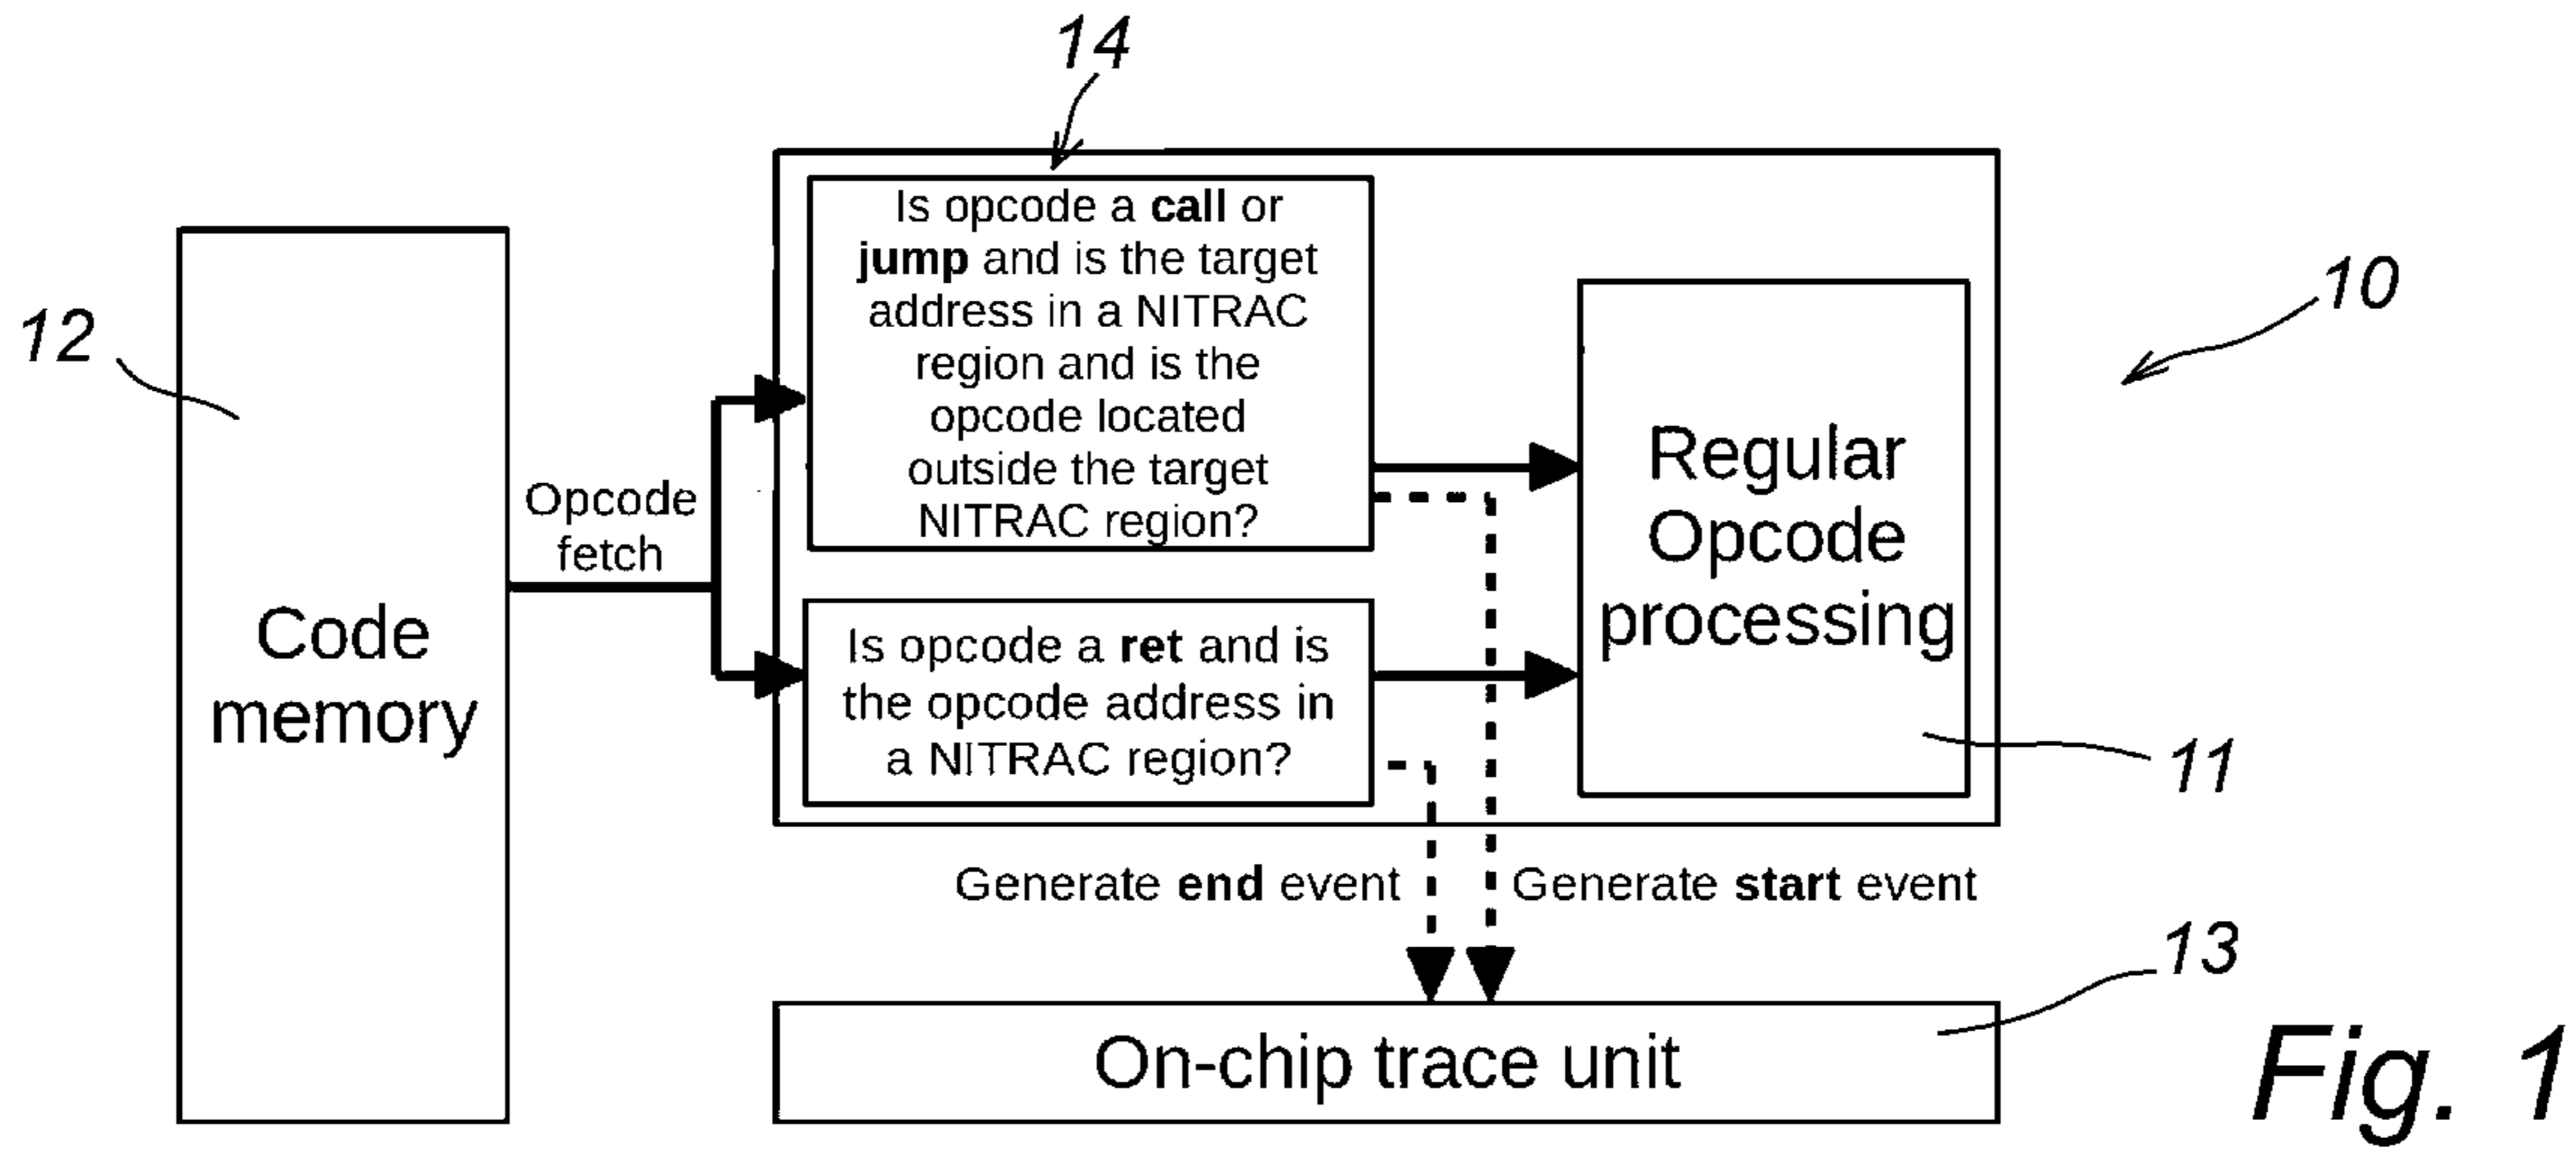 14
Is opcode a call or
jump and is the target
address in a NITRAC
region and is the
opcode located
outside the target
NITRAC region?
10
12
Opcode
fetch
Regular
Opcode
processing
Code
memory
Is opcode a ret and is
the opcode address in
a NITRAC region?
11
Generate end event
Generate start event
13
On-chip trace unit
Fig. 1